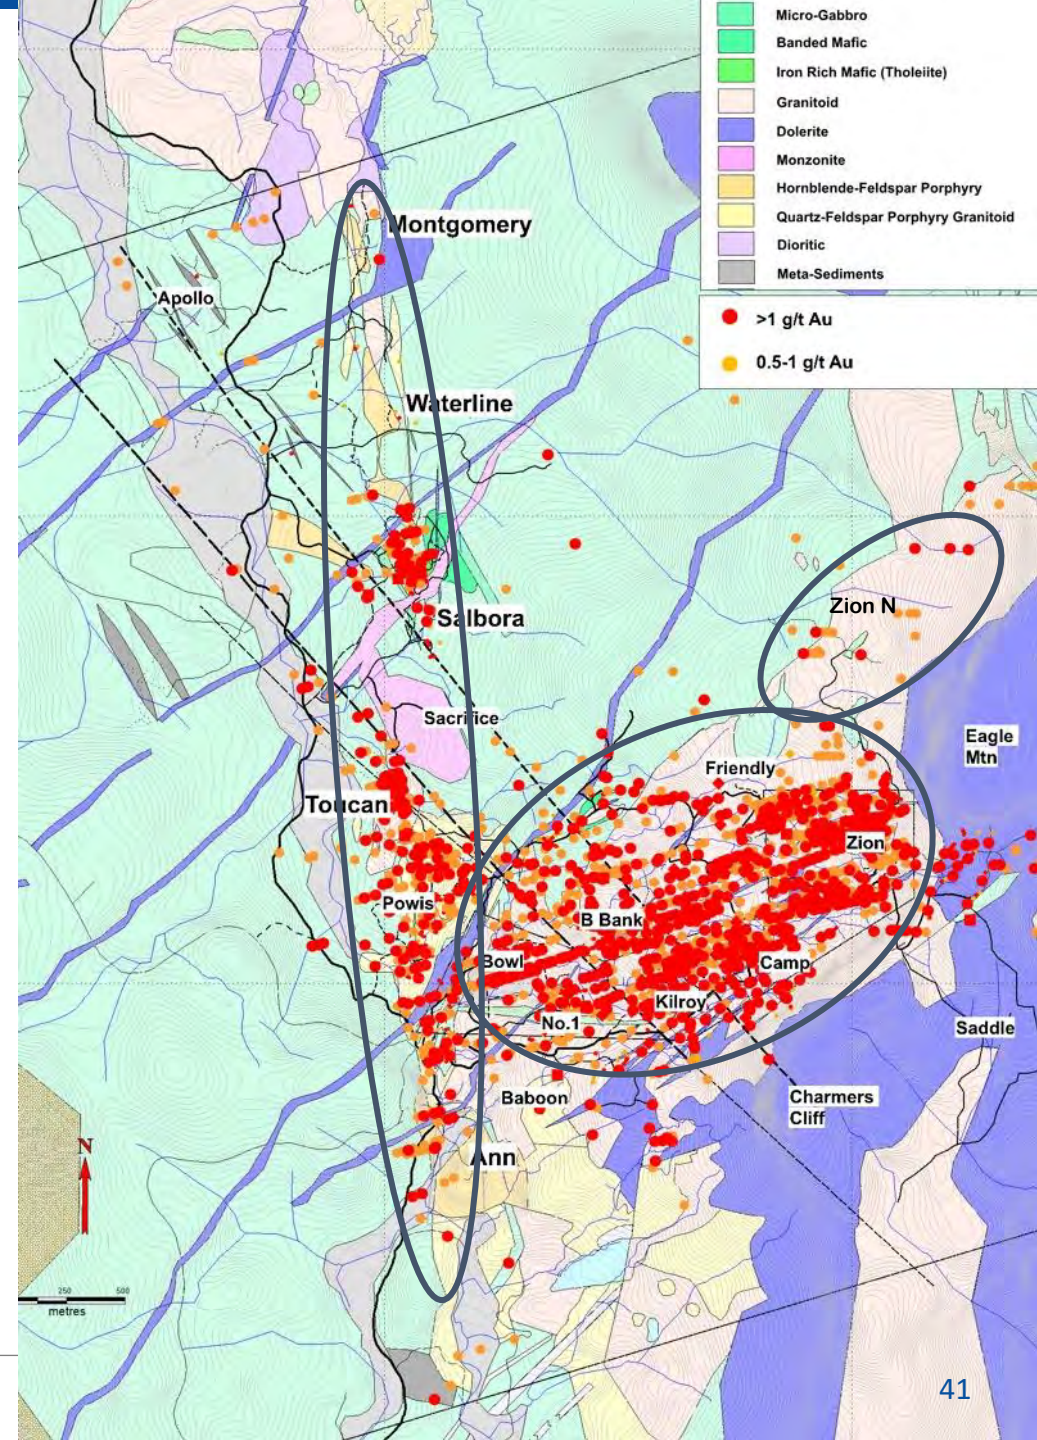 Micro-Gabbro
Banded Mafic
Iron Rich Mafic (Tholeiite)
Granitoid
Dolerite
Monzonite
Hornblende-Feldspar Porphyry
Quartz-Feldspar Porphyry Granitoid
Dioritic
Meta-Sediments
>1 g/t Au
0.5-1 g/t Au
Montgomery
Apollo
Waterline
Salbora
Zion N
Sacrifice
Eagle
Mtn
Friendly
Toucan
Zion
Powis
B Bank
Bowl
Camp
Kilroy
No.1
Saddle
Baboon
Charmers
Cliff
N
Ann
250 500
metres
41